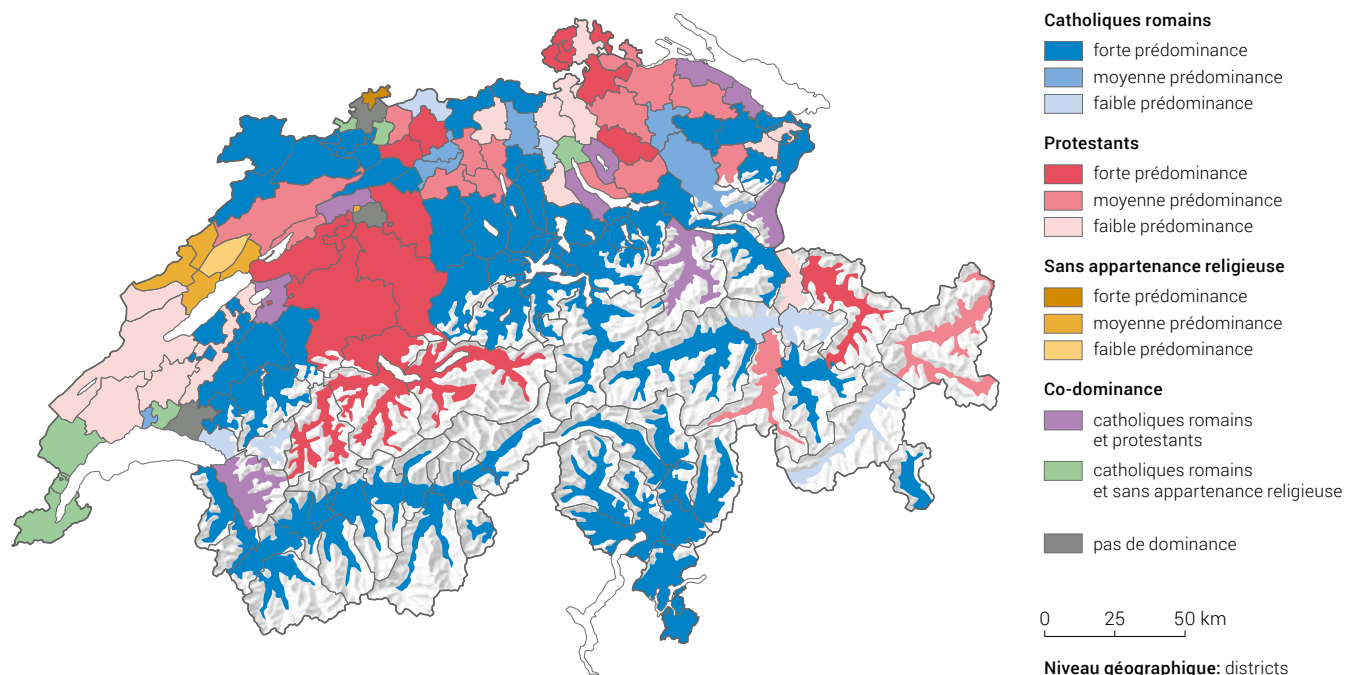 Catholiques romains
forte prédominance
moyenne prédominance
faible prédominance
Protestants
forte prédominance
moyenne prédominance
faible prédominance
Sans appartenance religieuse
forte prédominance
moyenne prédominance
faible prédominance
Co-dominance
catholiques romains
et protestants
catholiques romains
et sans appartenance religieuse
pas de dominance
0 25 50 km
Niveau géographique: districts